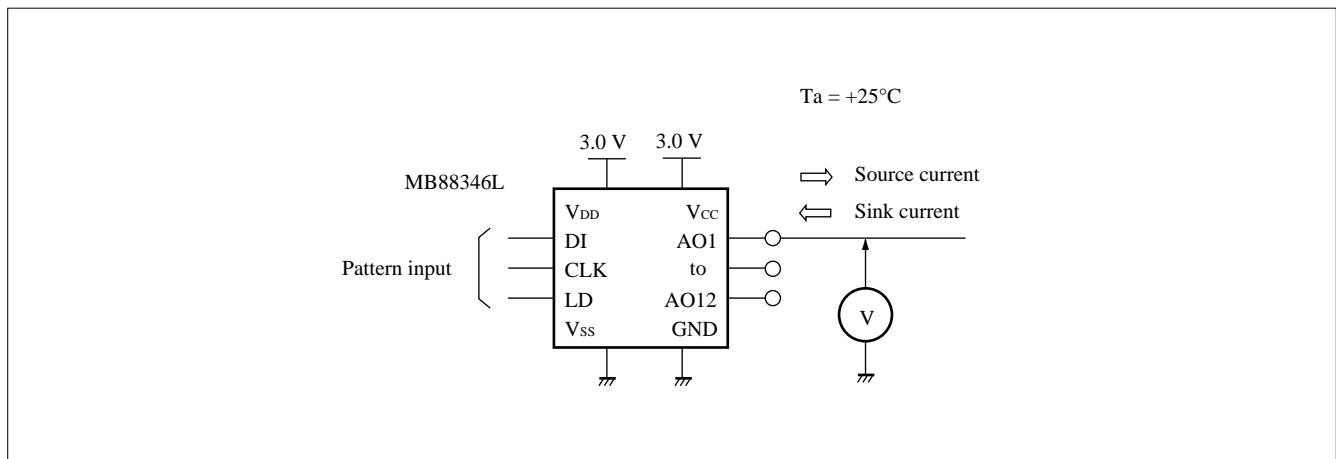 Ta = +25°C
3.0 V 3.0 V
MB88346L
Source current
Sink current
VDD VCC
DI AO1
Pattern input
CLK to
LD AO12
VSS GND
V